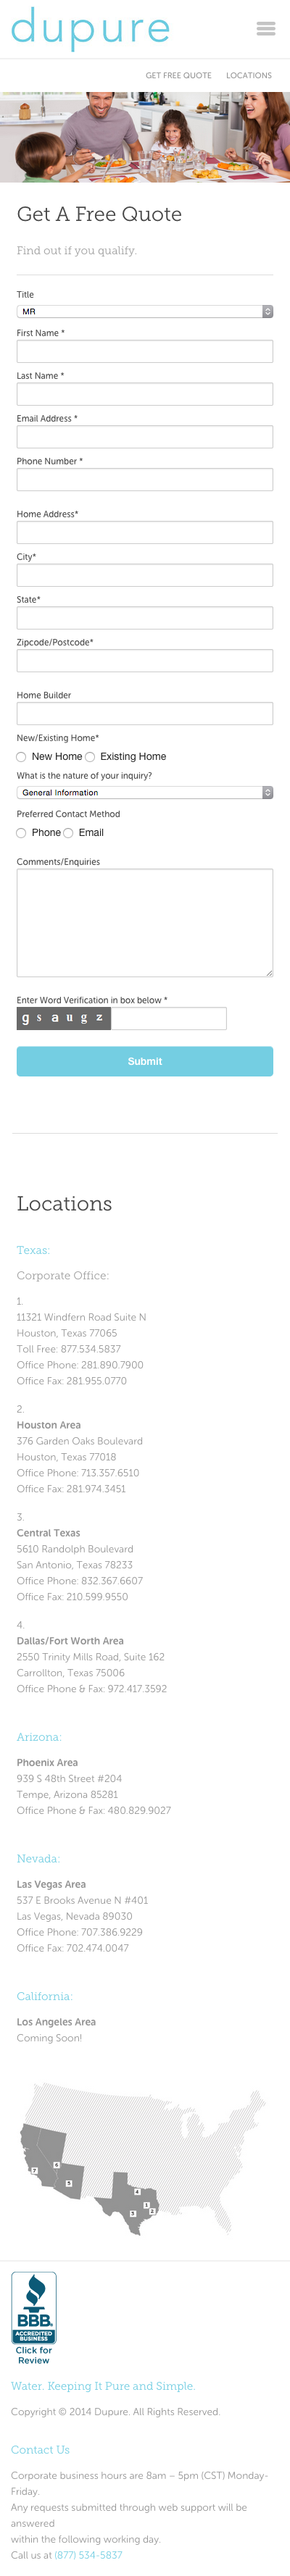 dupure
GET FREE QUOTE LOCATIONS
Get A Free Quote
Find out if you qualify.
Title
MR
First Name *
Last Name *
Email Address *
Phone Number *
Home Address*
City*
State*
Zipcode/Postcode*
Home Builder
New/Existing Home*
New Home Existing Home
What is the nature of your inquiry?
General Information
Preferred Contact Method
Phone Email
Comments/Enquiries
Enter Word Verification in box below *
g s a u g z
Submit
Locations
Texas:
Corporate Office:
1.
11321 Windfern Road Suite N
Houston, Texas 77065
Toll Free: 877.534.5837
Office Phone: 281.890.7900
Office Fax: 281.955.0770
2.
Houston Area
376 Garden Oaks Boulevard
Houston, Texas 77018
Office Phone: 713.357.6510
Office Fax: 281.974.3451
3.
Central Texas
5610 Randolph Boulevard
San Antonio, Texas 78233
Office Phone: 832.367.6607
Office Fax: 210.599.9550
4.
Dallas/Fort Worth Area
2550 Trinity Mills Road, Suite 162
Carrollton, Texas 75006
Office Phone & Fax: 972.417.3592
Arizona:
Phoenix Area
939 S 48th Street #204
Tempe, Arizona 85281
Office Phone & Fax: 480.829.9027
Nevada:
Las Vegas Area
537 E Brooks Avenue N #401
Las Vegas, Nevada 89030
Office Phone: 707.386.9229
Office Fax: 702.474.0047
California:
Los Angeles Area
Coming Soon!
7 6 5 4 1 2 3
BBB
ACCREDITED
BUSINESS
Click for
Review
Water. Keeping It Pure and Simple.
Copyright © 2014 Dupure. All Rights Reserved.
Contact Us
Corporate business hours are 8am – 5pm (CST) Monday-
Friday.
Any requests submitted through web support will be
answered
within the following working day.
Call us at (877) 534-5837